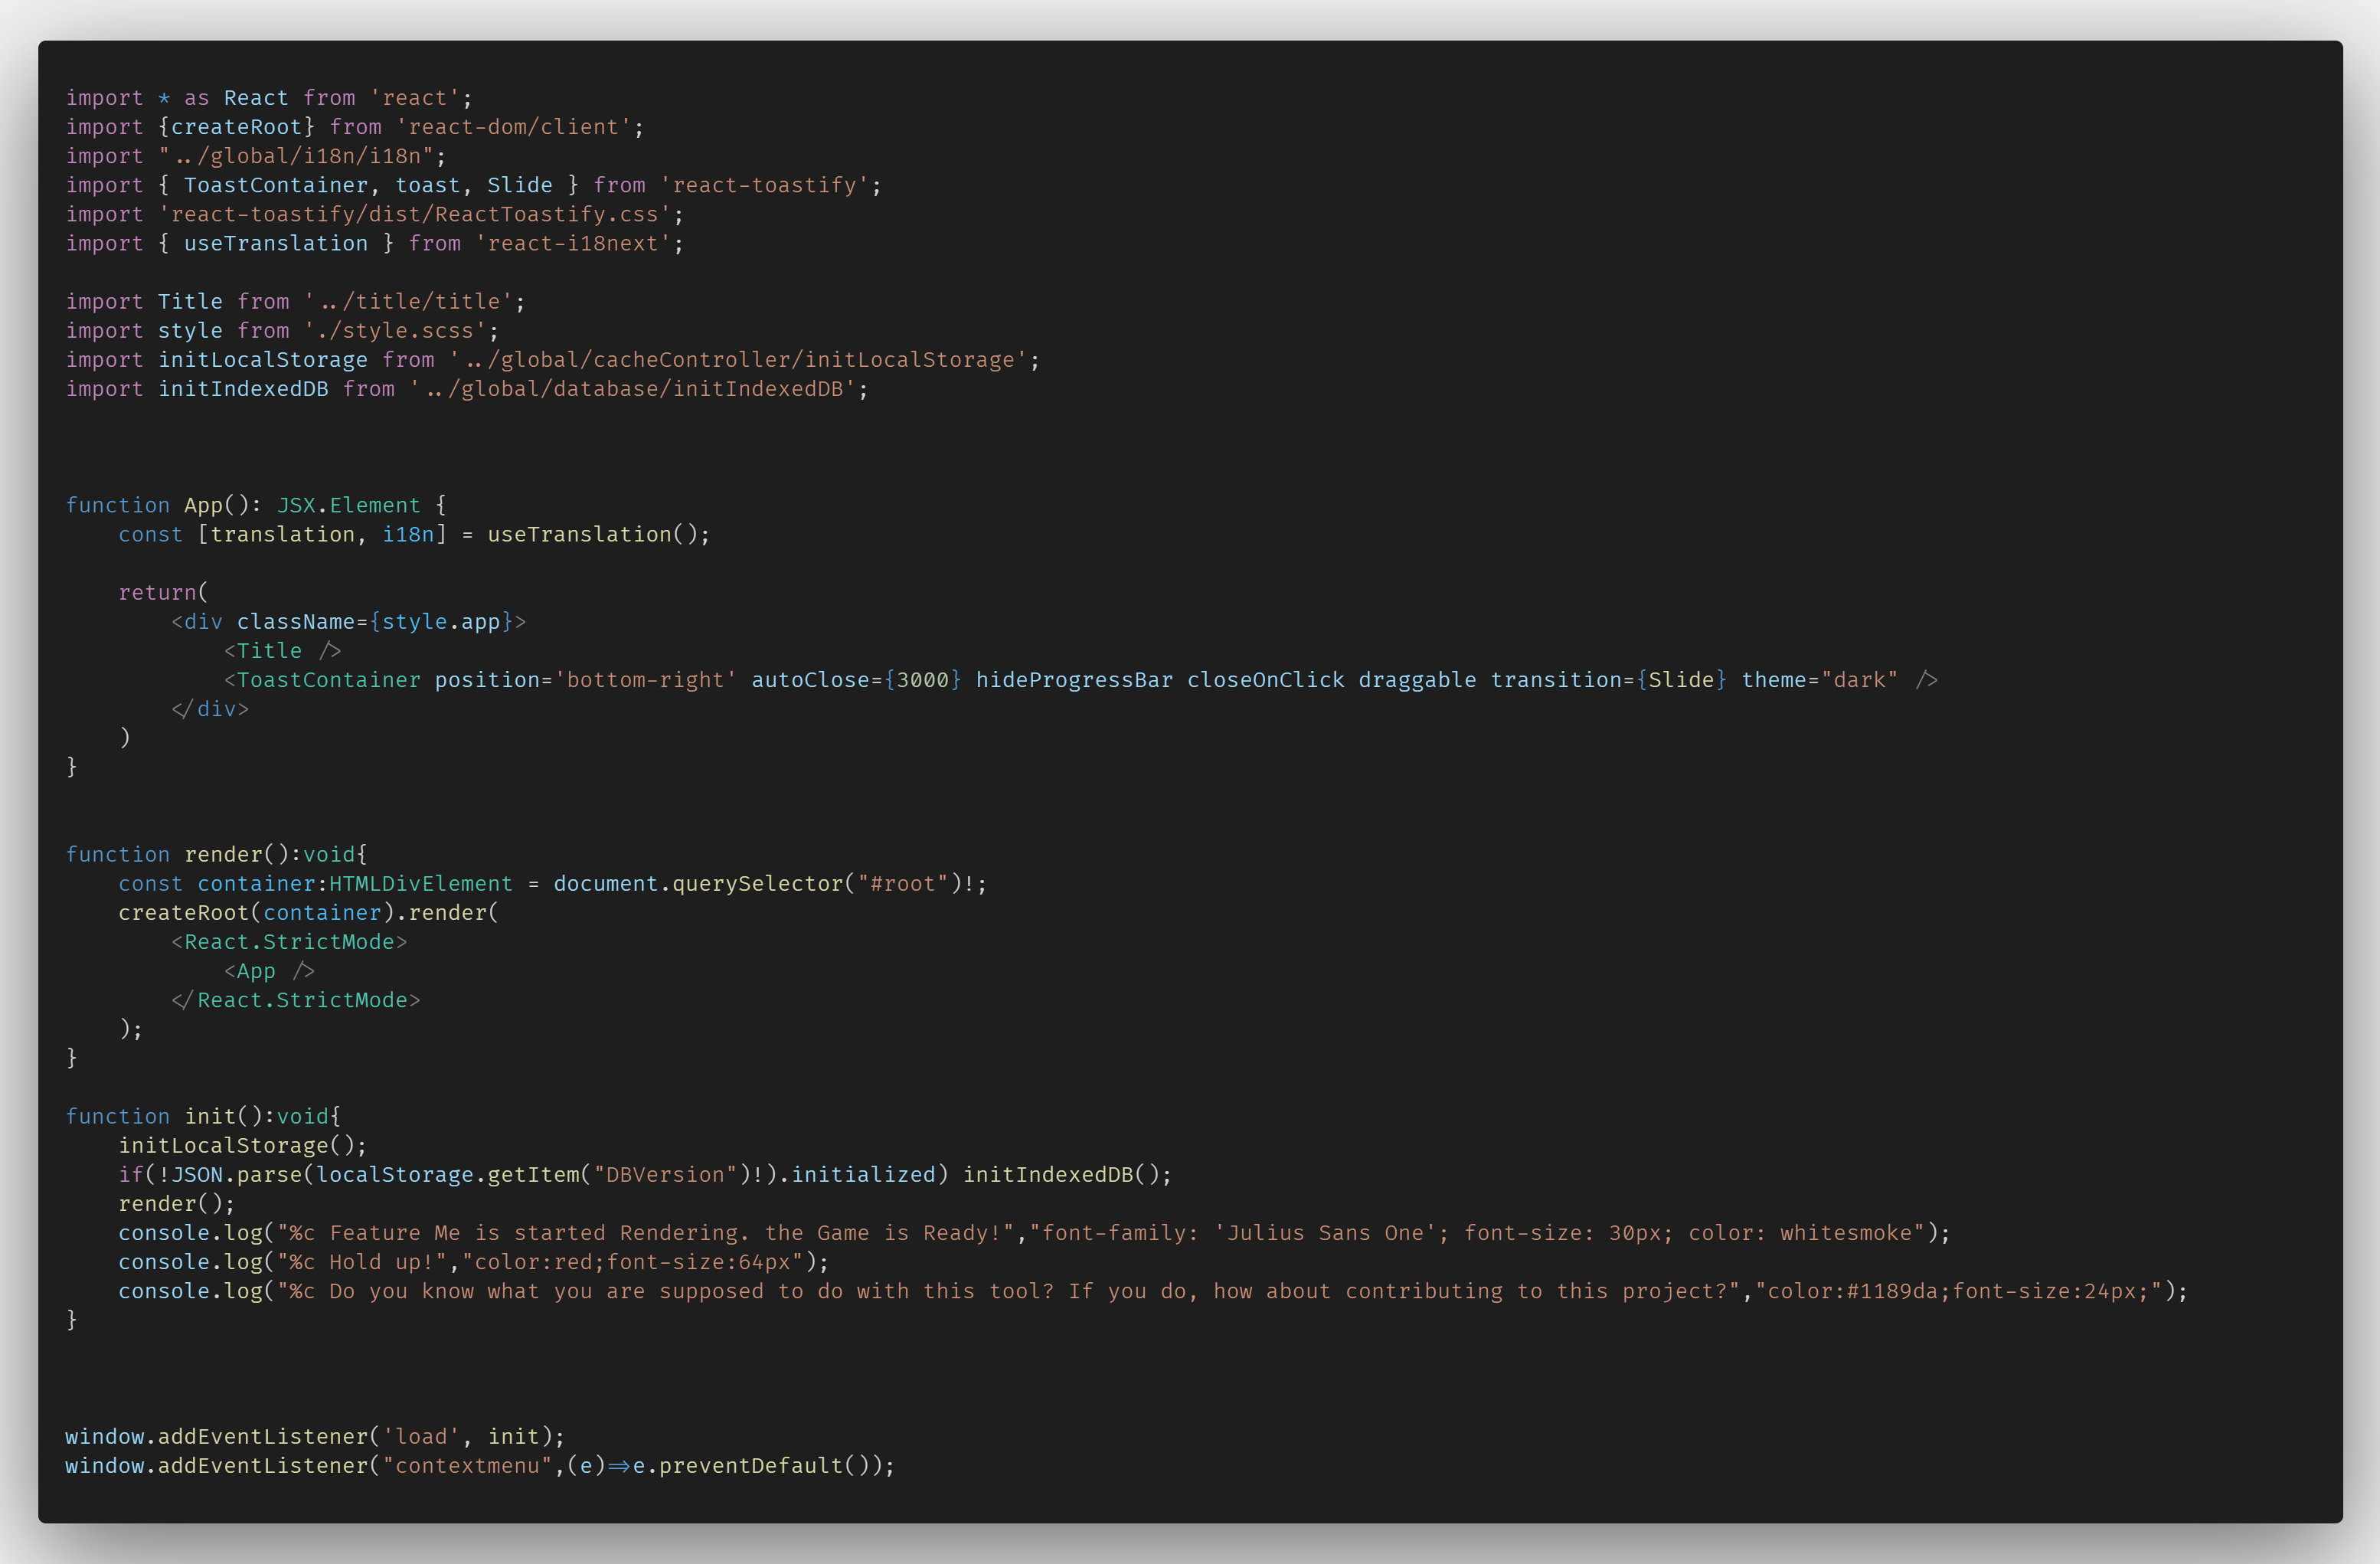 import * as React from 'react';
import {createRoot} from 'react-dom/client';
import "../global/i18n/i18n";
import { ToastContainer, toast, Slide } from 'react-toastify';
import 'react-toastify/dist/ReactToastify.css';
import { useTranslation } from 'react-i18next';

import Title from '../title/title';
import style from './style.scss';
import initLocalStorage from '../global/cacheController/initLocalStorage';
import initIndexedDB from '../global/database/initIndexedDB';

function App(): JSX.Element {
    const [translation, i18n] = useTranslation();

    return(
        <div className={style.app}>
            <Title />
            <ToastContainer position='bottom-right' autoClose={3000} hideProgressBar closeOnClick draggable transition={Slide} theme="dark" />
        </div>
    )
}

function render():void{
    const container:HTMLDivElement = document.querySelector("#root")!;
    createRoot(container).render(
        <React.StrictMode>
            <App />
        </React.StrictMode>
    );
}

function init():void{
    initLocalStorage();
    if(!JSON.parse(localStorage.getItem("DBVersion")!).initialized) initIndexedDB();
    render();
    console.log("%c Feature Me is started Rendering. the Game is Ready!","font-family: 'Julius Sans One'; font-size: 30px; color: whitesmoke");
    console.log("%c Hold up!","color:red;font-size:64px");
    console.log("%c Do you know what you are supposed to do with this tool? If you do, how about contributing to this project?","color:#1189da;font-size:24px;");
}

window.addEventListener('load', init);
window.addEventListener("contextmenu",(e)=>e.preventDefault());